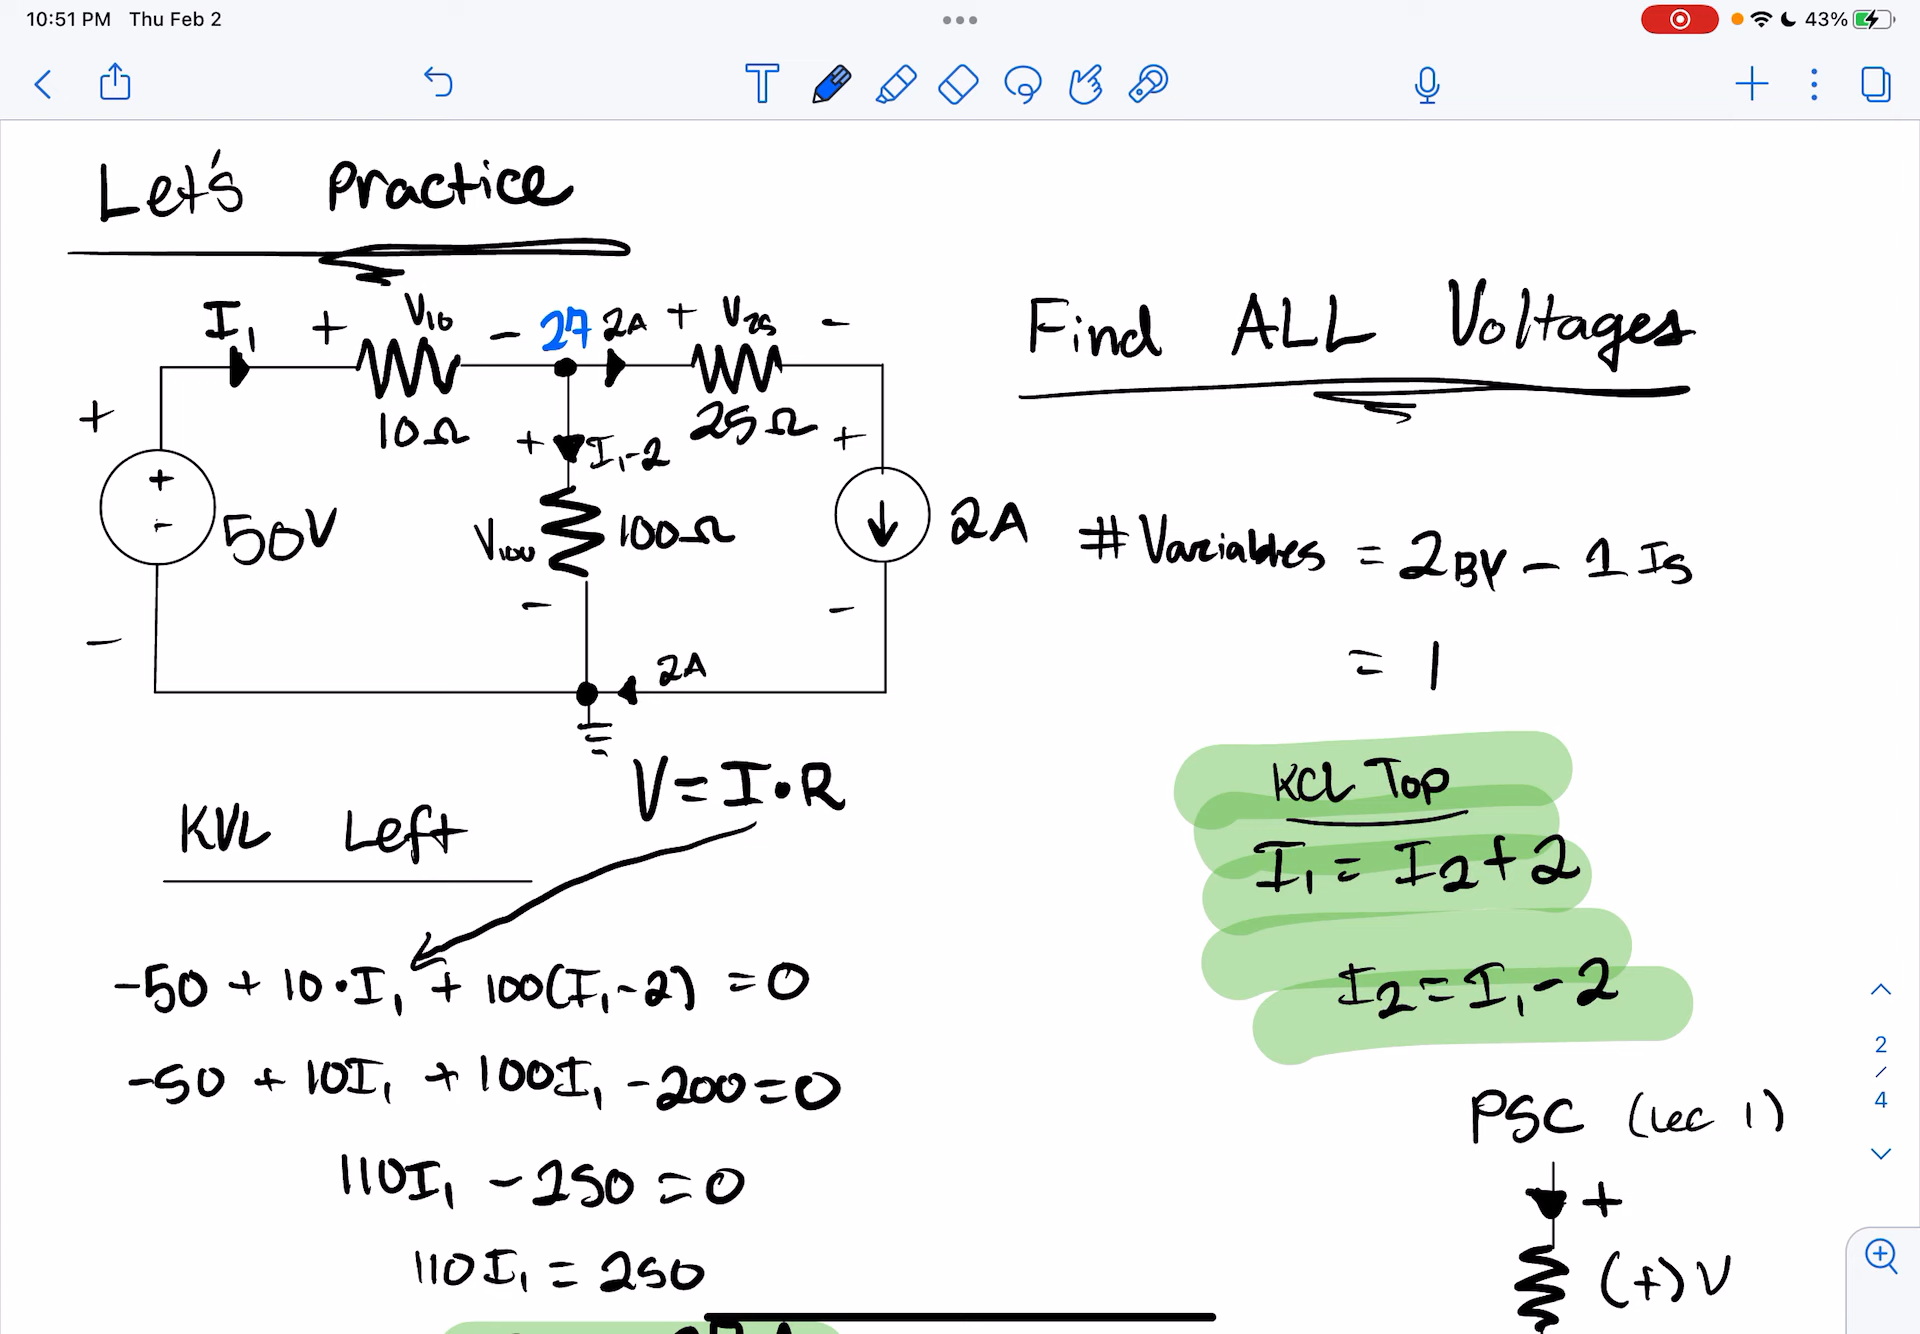 10:51 PM Thu Feb 2
43%
Let's Practice
I₁ + V₁₀ - 27 2A + V₂₅ -
10Ω
25Ω
+
+ I₁-2
+
+
-
50V
V₁₀₀
100Ω
2A
-
-
-
2A
Find ALL Voltages
# Variables = 2BV - 1 Is
= 1
V = I·R
KVL Left
-50 + 10·I₁ + 100(I₁-2) = 0
-50 + 10I₁ + 100I₁ - 200 = 0
110I₁ - 250 = 0
110I₁ = 250
KCL Top
I₁ = I₂ + 2
I₂ = I₁ - 2
PSC (Lec 1)
+
(+) V
2
/
4